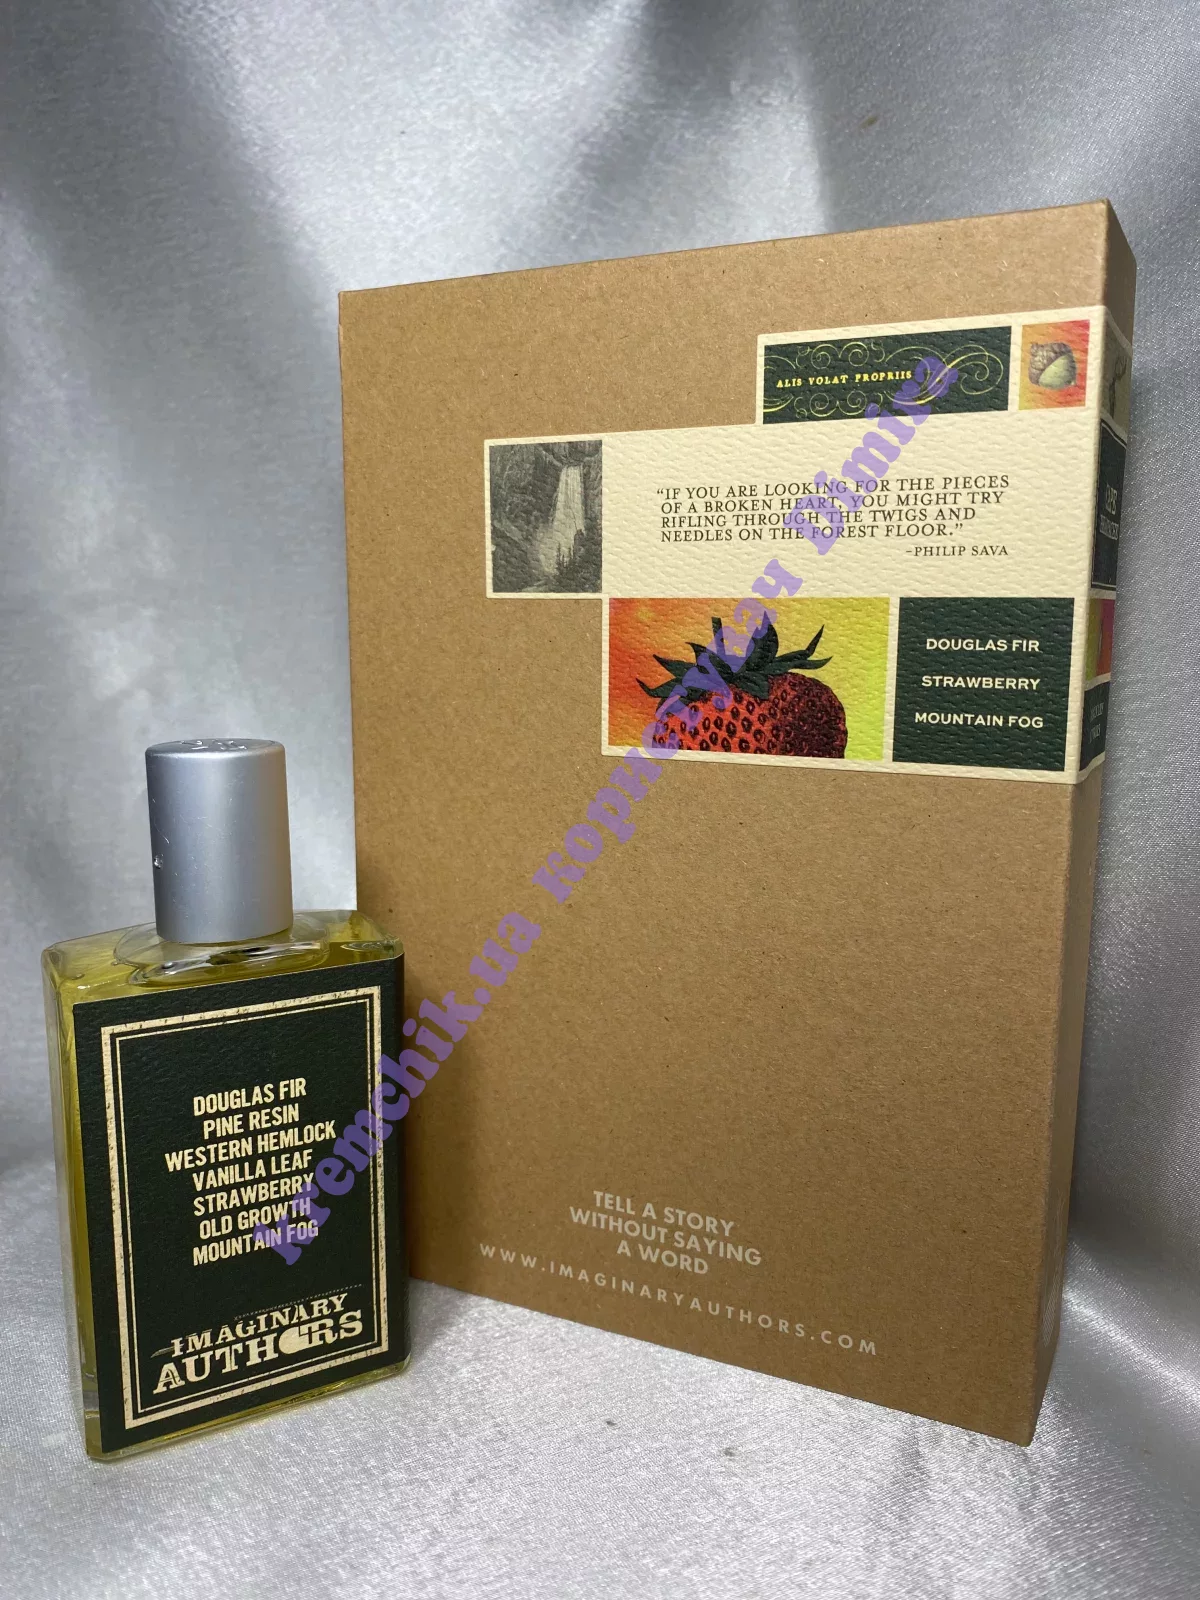 ALIS VOLAT PROPRIIS
“IF YOU ARE LOOKING FOR THE PIECES
OF A BROKEN HEART, YOU MIGHT TRY
RIFLING THROUGH THE TWIGS AND
NEEDLES ON THE FOREST FLOOR.”
-PHILIP SAVA
DOUGLAS FIR
STRAWBERRY
MOUNTAIN FOG
kremchik.ua користувач Dimira
DOUGLAS FIR
PINE RESIN
WESTERN HEMLOCK
VANILLA LEAF
STRAWBERRY
OLD GROWTH
MOUNTAIN FOG
IMAGINARY
AUTHORS
TELL A STORY
WITHOUT SAYING
A WORD
WWW.IMAGINARYAUTHORS.COM